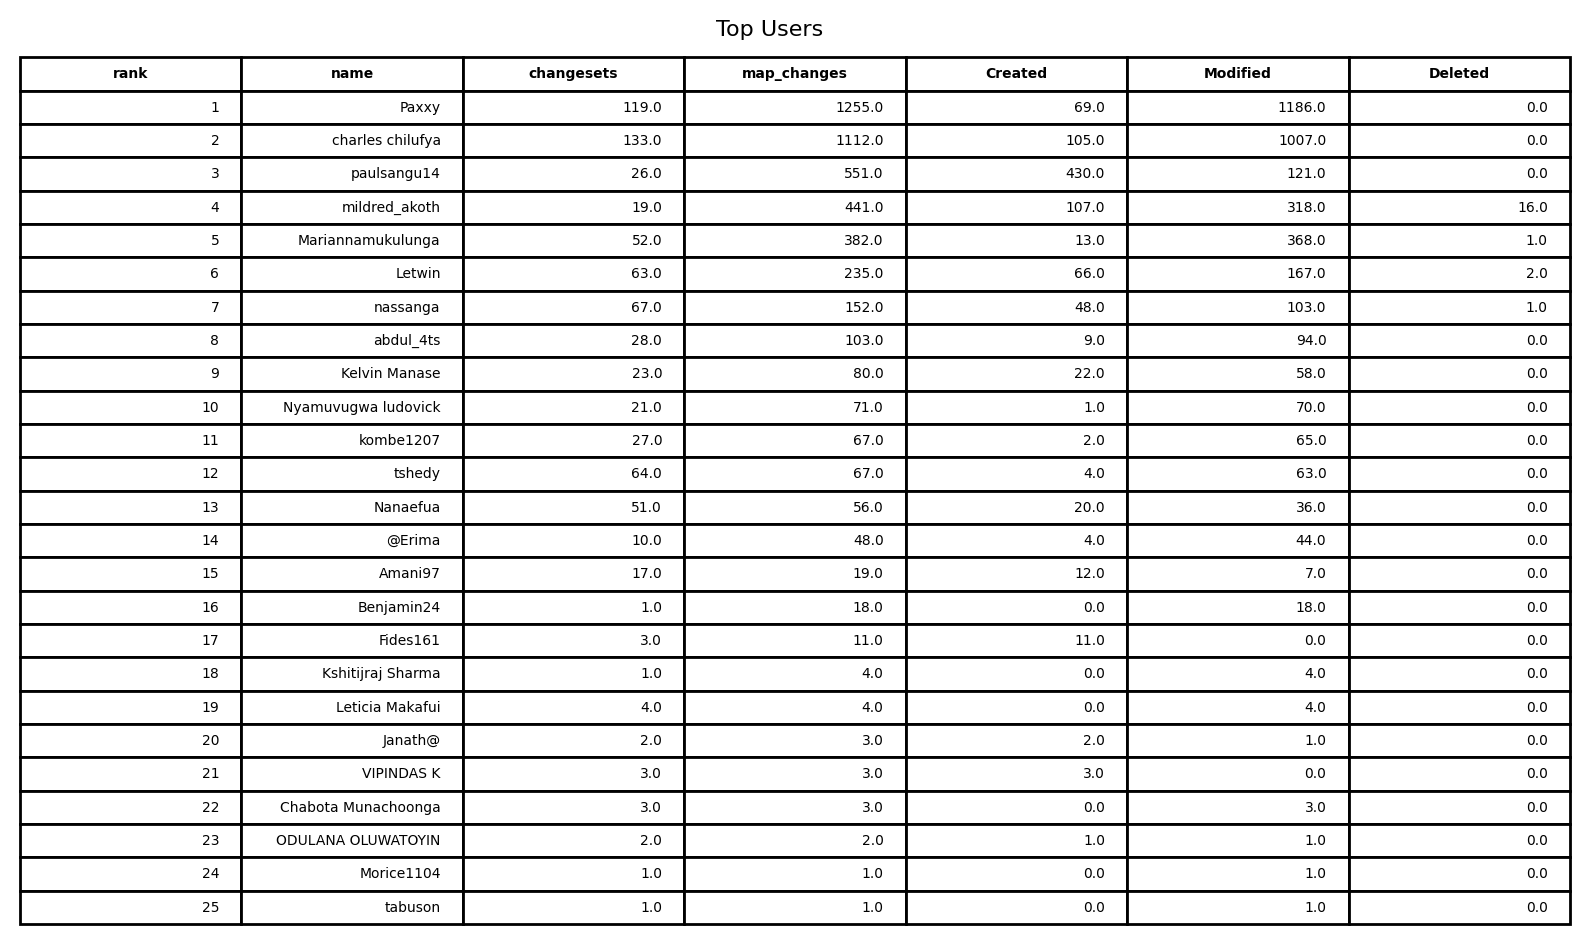 Top Users
rank name changesets map_changes Created Modified Deleted
1 Paxxy 119.0 1255.0 69.0 1186.0 0.0
2 charles chilufya 133.0 1112.0 105.0 1007.0 0.0
3 paulsangu14 26.0 551.0 430.0 121.0 0.0
4 mildred_akoth 19.0 441.0 107.0 318.0 16.0
5 Mariannamukulunga 52.0 382.0 13.0 368.0 1.0
6 Letwin 63.0 235.0 66.0 167.0 2.0
7 nassanga 67.0 152.0 48.0 103.0 1.0
8 abdul_4ts 28.0 103.0 9.0 94.0 0.0
9 Kelvin Manase 23.0 80.0 22.0 58.0 0.0
10 Nyamuvugwa ludovick 21.0 71.0 1.0 70.0 0.0
11 kombe1207 27.0 67.0 2.0 65.0 0.0
12 tshedy 64.0 67.0 4.0 63.0 0.0
13 Nanaefua 51.0 56.0 20.0 36.0 0.0
14 @Erima 10.0 48.0 4.0 44.0 0.0
15 Amani97 17.0 19.0 12.0 7.0 0.0
16 Benjamin24 1.0 18.0 0.0 18.0 0.0
17 Fides161 3.0 11.0 11.0 0.0 0.0
18 Kshitijraj Sharma 1.0 4.0 0.0 4.0 0.0
19 Leticia Makafui 4.0 4.0 0.0 4.0 0.0
20 Janath@ 2.0 3.0 2.0 1.0 0.0
21 VIPINDAS K 3.0 3.0 3.0 0.0 0.0
22 Chabota Munachoonga 3.0 3.0 0.0 3.0 0.0
23 ODULANA OLUWATOYIN 2.0 2.0 1.0 1.0 0.0
24 Morice1104 1.0 1.0 0.0 1.0 0.0
25 tabuson 1.0 1.0 0.0 1.0 0.0